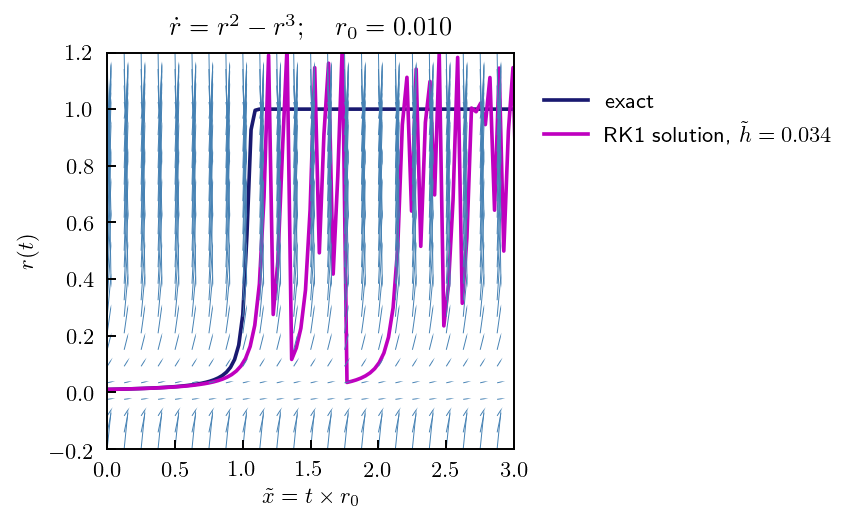 ṙ = r² − r³;  r₀ = 0.010
1.2
1.0
0.8
0.6
0.4
0.2
0.0
−0.2
r(t)
0.0 0.5 1.0 1.5 2.0 2.5 3.0
x̃ = t × r₀
exact
RK1 solution, h̃ = 0.034